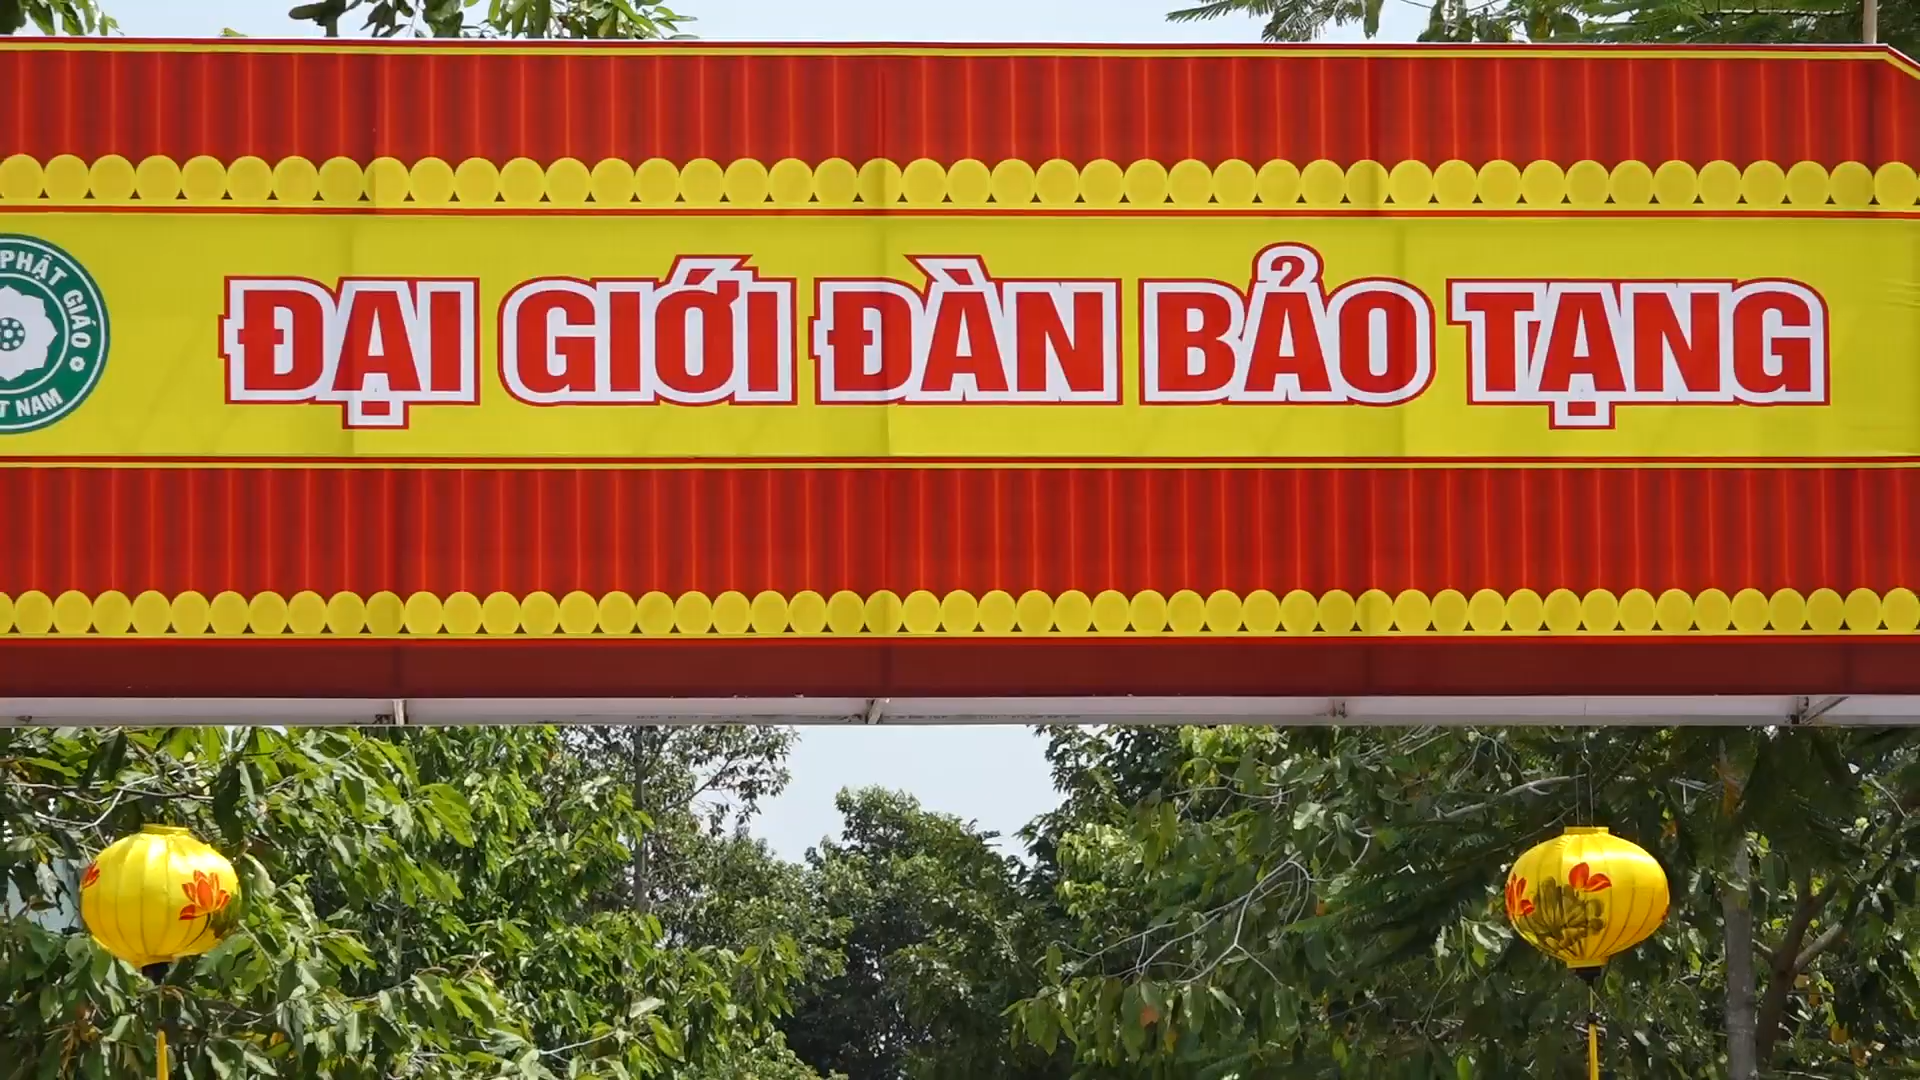 PHẬT GIÁO
T NAM
ĐẠI GIỚI ĐÀN BẢO TẠNG